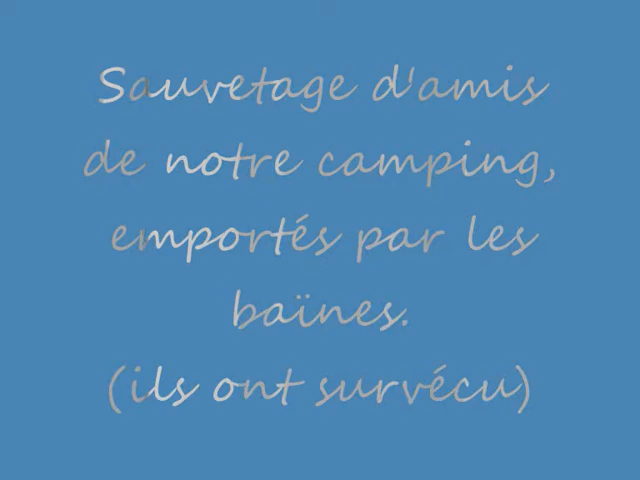 Sauvetage d'amis
de notre camping,
emportés par les
baïnes.
(ils ont survécu)